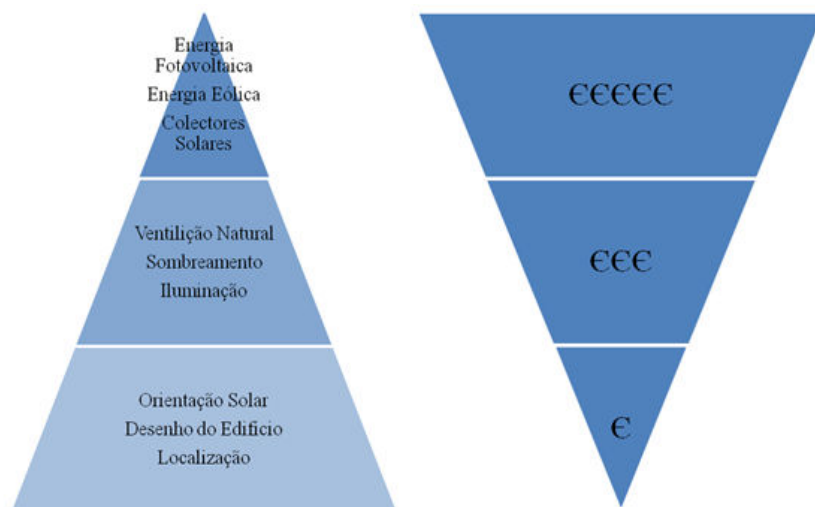 Energia
Fotovoltaica
Energia Eólica
Colectores
Solares
Ventilição Natural
Sombreamento
Iluminação
Orientação Solar
Desenho do Edifício
Localização
€€€€€
€€€
€